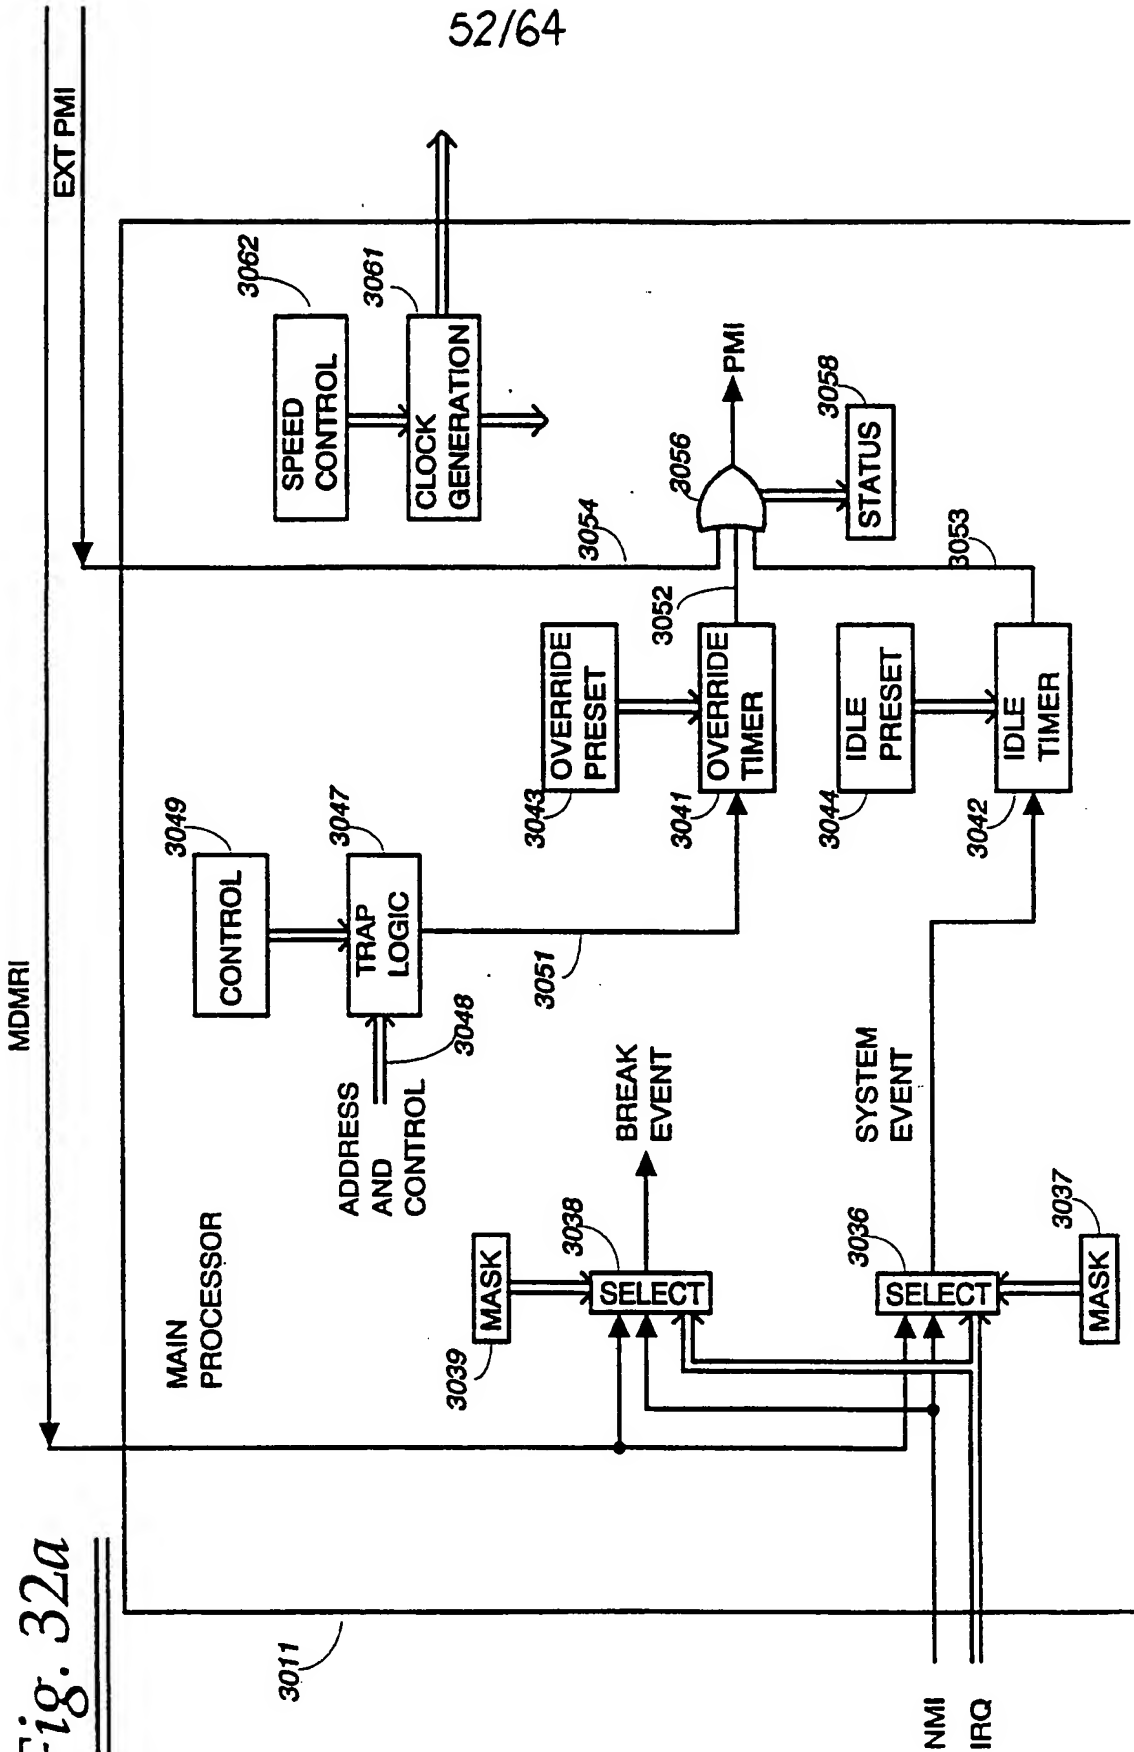 52/64
Fig. 32a
MDMRI
EXT PMI
3011
MAIN
PROCESSOR
3049
CONTROL
3047
TRAP
LOGIC
ADDRESS
AND
CONTROL
3048
3051
3062
SPEED
CONTROL
3061
CLOCK
GENERATION
3039
MASK
3038
SELECT
BREAK
EVENT
3043
OVERRIDE
PRESET
3041
OVERRIDE
TIMER
3052
3054
3056
PMI
3058
STATUS
3053
3044
IDLE
PRESET
3042
IDLE
TIMER
SYSTEM
EVENT
3036
SELECT
3037
MASK
NMI
IRQ